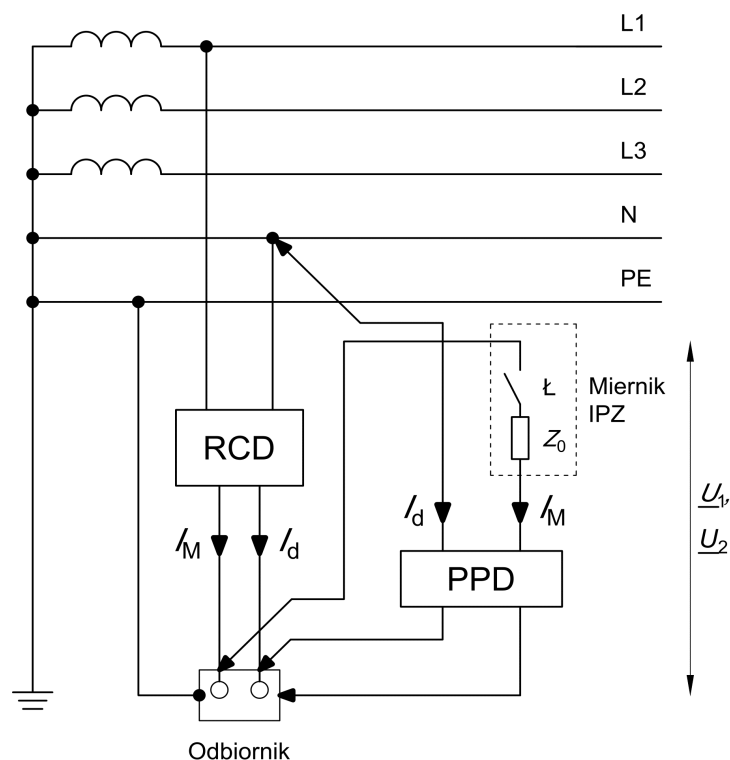 L1
L2
L3
N
PE
Ł
Z0
Miernik
IPZ
RCD
IM
Id
Id
IM
PPD
U1,
U2
Odbiornik